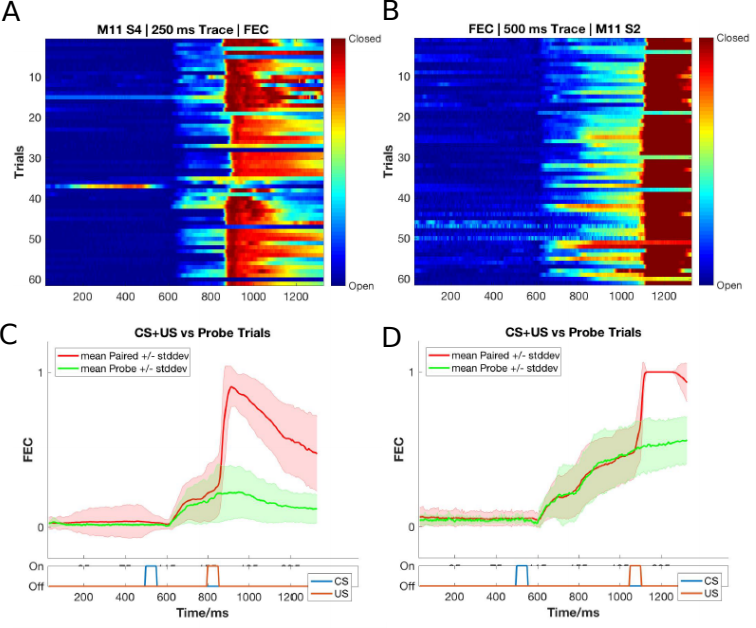 A
M11 S4 | 250 ms Trace | FEC
Closed
10
20
30
40
50
60
Trials
200 400 600 800 1000 1200
Open
B
FEC | 500 ms Trace | M11 S2
Closed
10
20
30
40
50
60
Trials
200 400 600 800 1000 1200
Open
C
CS+US vs Probe Trials
mean Paired +/- stddev
mean Probe +/- stddev
1
FEC
0
On
Off
CS
US
200 400 600 800 1000 1200
Time/ms
D
CS+US vs Probe Trials
mean Paired +/- stddev
mean Probe +/- stddev
1
FEC
0
On
Off
CS
US
200 400 600 800 1000 1200
Time/ms